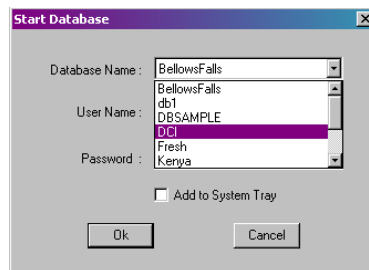 Start Database
Database Name : BellowsFalls
BellowsFalls
db1
User Name :
DBSAMPLE
DCI
Fresh
Password :
Kenya
Add to System Tray
Ok Cancel